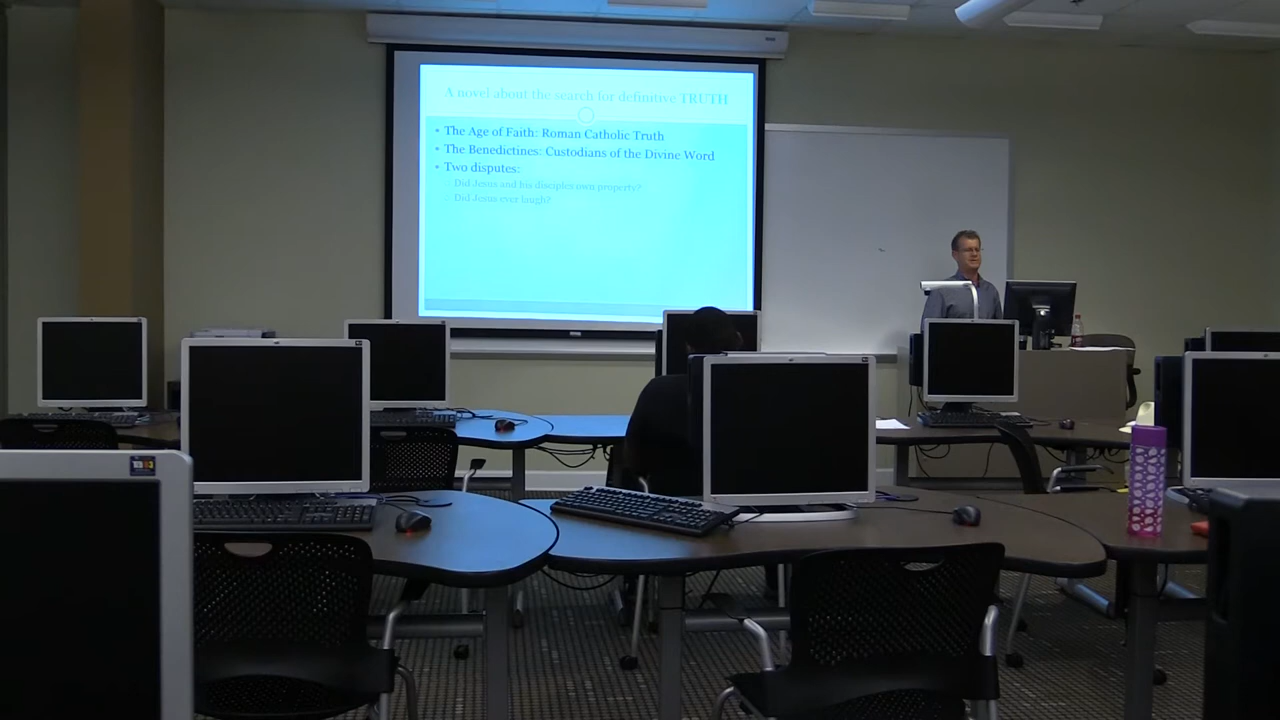 A novel about the search for definitive TRUTH
• The Age of Faith: Roman Catholic Truth
• The Benedictines: Custodians of the Divine Word
• Two disputes:
Did Jesus and his disciples own property?
Did Jesus ever laugh?